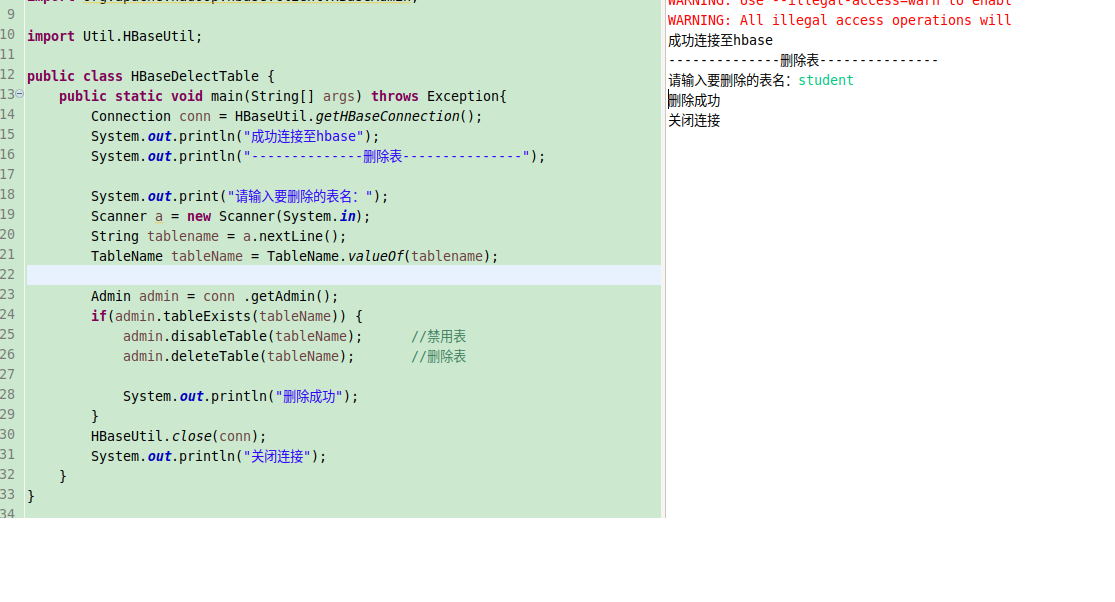 9
10 import Util.HBaseUtil;
11
12 public class HBaseDelectTable {
13 public static void main(String[] args) throws Exception{
14 Connection conn = HBaseUtil.getHBaseConnection();
15 System.out.println("成功连接至hbase");
16 System.out.println("--------------删除表---------------");
17
18 System.out.print("请输入要删除的表名：");
19 Scanner a = new Scanner(System.in);
20 String tablename = a.nextLine();
21 TableName tableName = TableName.valueOf(tablename);
22
23 Admin admin = conn .getAdmin();
24 if(admin.tableExists(tableName)) {
25 admin.disableTable(tableName); //禁用表
26 admin.deleteTable(tableName); //删除表
27
28 System.out.println("删除成功");
29 }
30 HBaseUtil.close(conn);
31 System.out.println("关闭连接");
32 }
33 }
34
WARNING: Use --illegal-access=warn to enabl
WARNING: All illegal access operations will
成功连接至hbase
--------------删除表---------------
请输入要删除的表名：student
删除成功
关闭连接